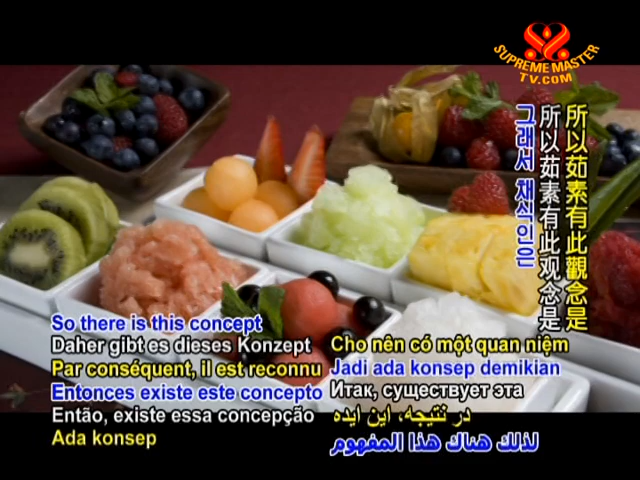 SUPREME MASTER
TV.COM
所以茹素有此觀念是
所以茹素有此观念是
그래서 채식인은
So there is this concept
Daher gibt es dieses Konzept
Par conséquent, il est reconnu
Entonces existe este concepto
Então, existe essa concepção
Ada konsep
Cho nên có một quan niệm
Jadi ada konsep demikian
Итак, существует эта
در نتیجه، این ایده
لذلك هناك هذا المفهوم